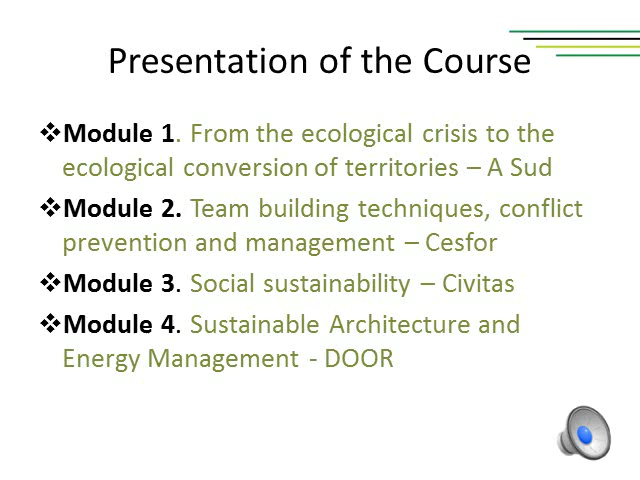 Presentation of the Course
❖Module 1. From the ecological crisis to the
ecological conversion of territories – A Sud
❖Module 2. Team building techniques, conflict
prevention and management – Cesfor
❖Module 3. Social sustainability – Civitas
❖Module 4. Sustainable Architecture and
Energy Management - DOOR